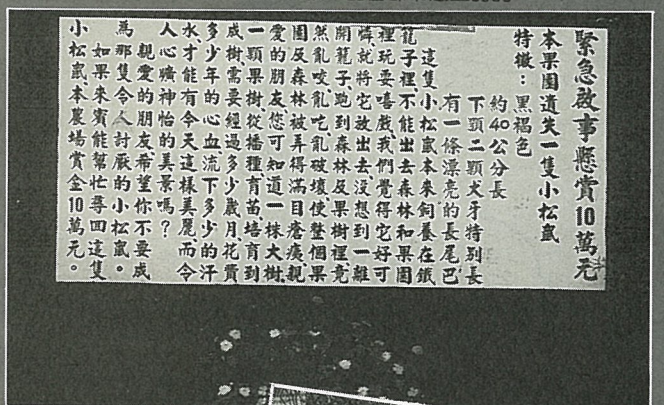 緊急啟事懸賞10萬元
本果園遺失一隻小松鼠
特徵：黑褐色
約40公分長
下頸二顆犬牙特別長
有一條漂亮的長尾巴
這隻小松鼠本來飼養在鐵
籠子裡、不能出去森林和果園
裡玩耍嘻戲我們覺得它好可
憐、就將它放出去、沒想到一離
開籠子、跑到森林及果樹裡、竟
然亂咬、亂吃、亂破壞、使整個果
園及森林被弄得滿目瘡痍、親
愛的朋友您可知道一株大樹、
一顆果樹、從播種育苗培育到
成樹需要經過多少歲月、花費
多少年的心血流下多少的汗
水才能有今天這樣美麗而令
人心曠神怡的美景嗎？
親愛的朋友希望你不要成
為那隻令人討厭的小松鼠。
如果來賓能幫忙尋回這隻
小松鼠本農場賞金10萬元。